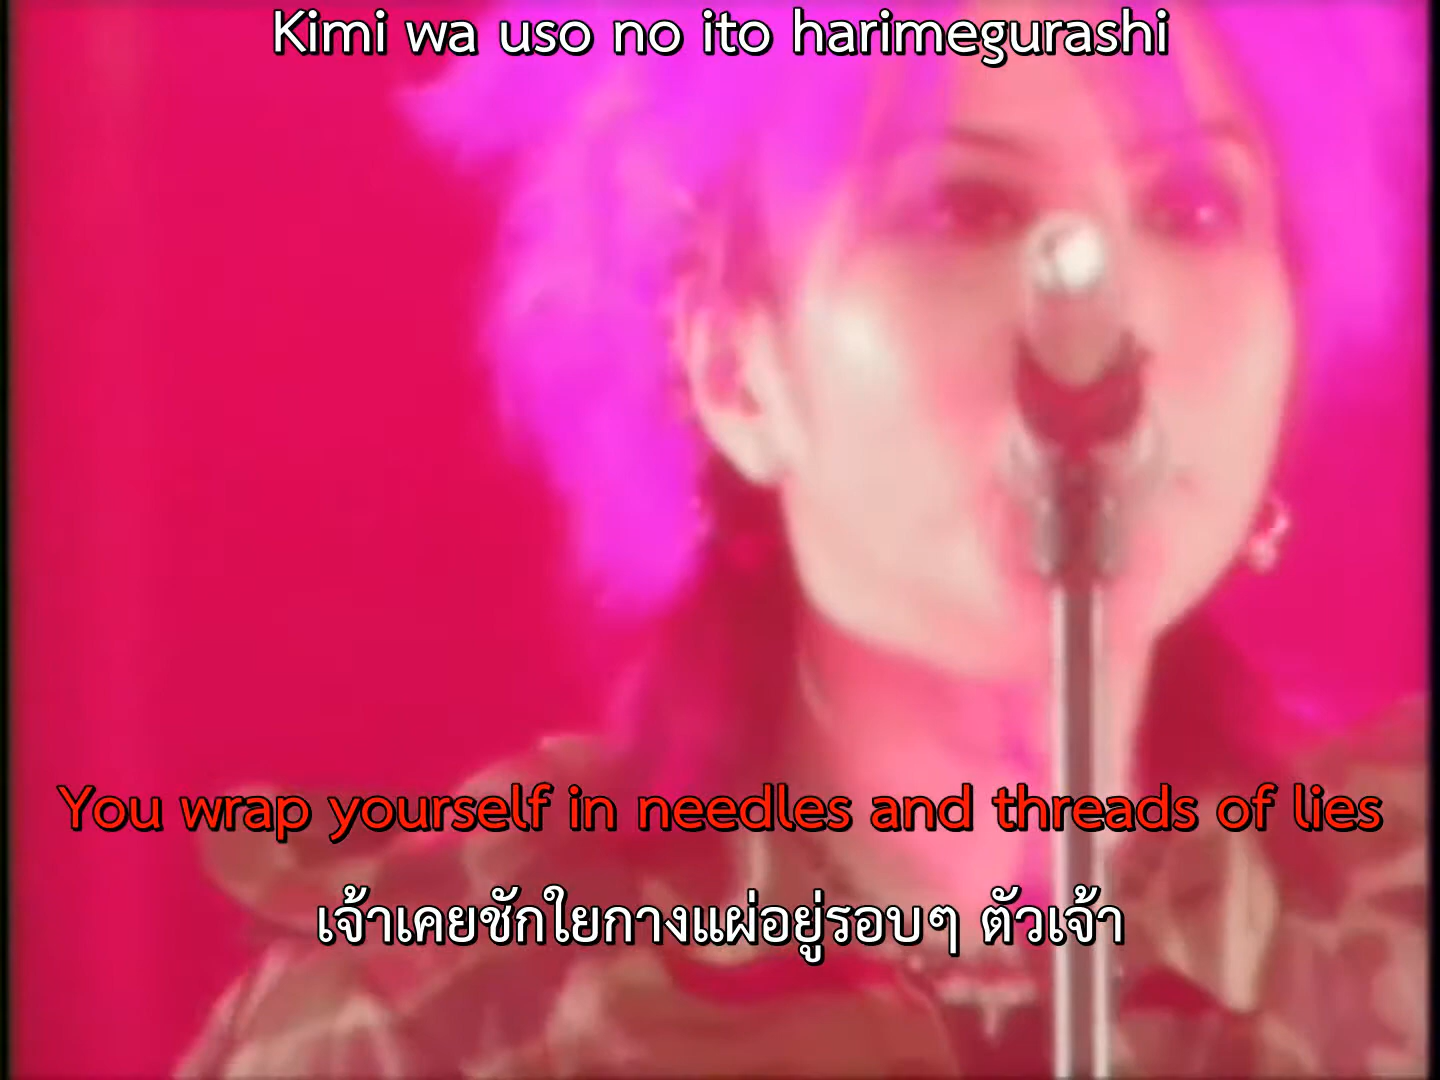 Kimi wa uso no ito harimegurashi
You wrap yourself in needles and threads of lies
เจ้าเคยชักใยกางแผ่อยู่รอบๆ ตัวเจ้า